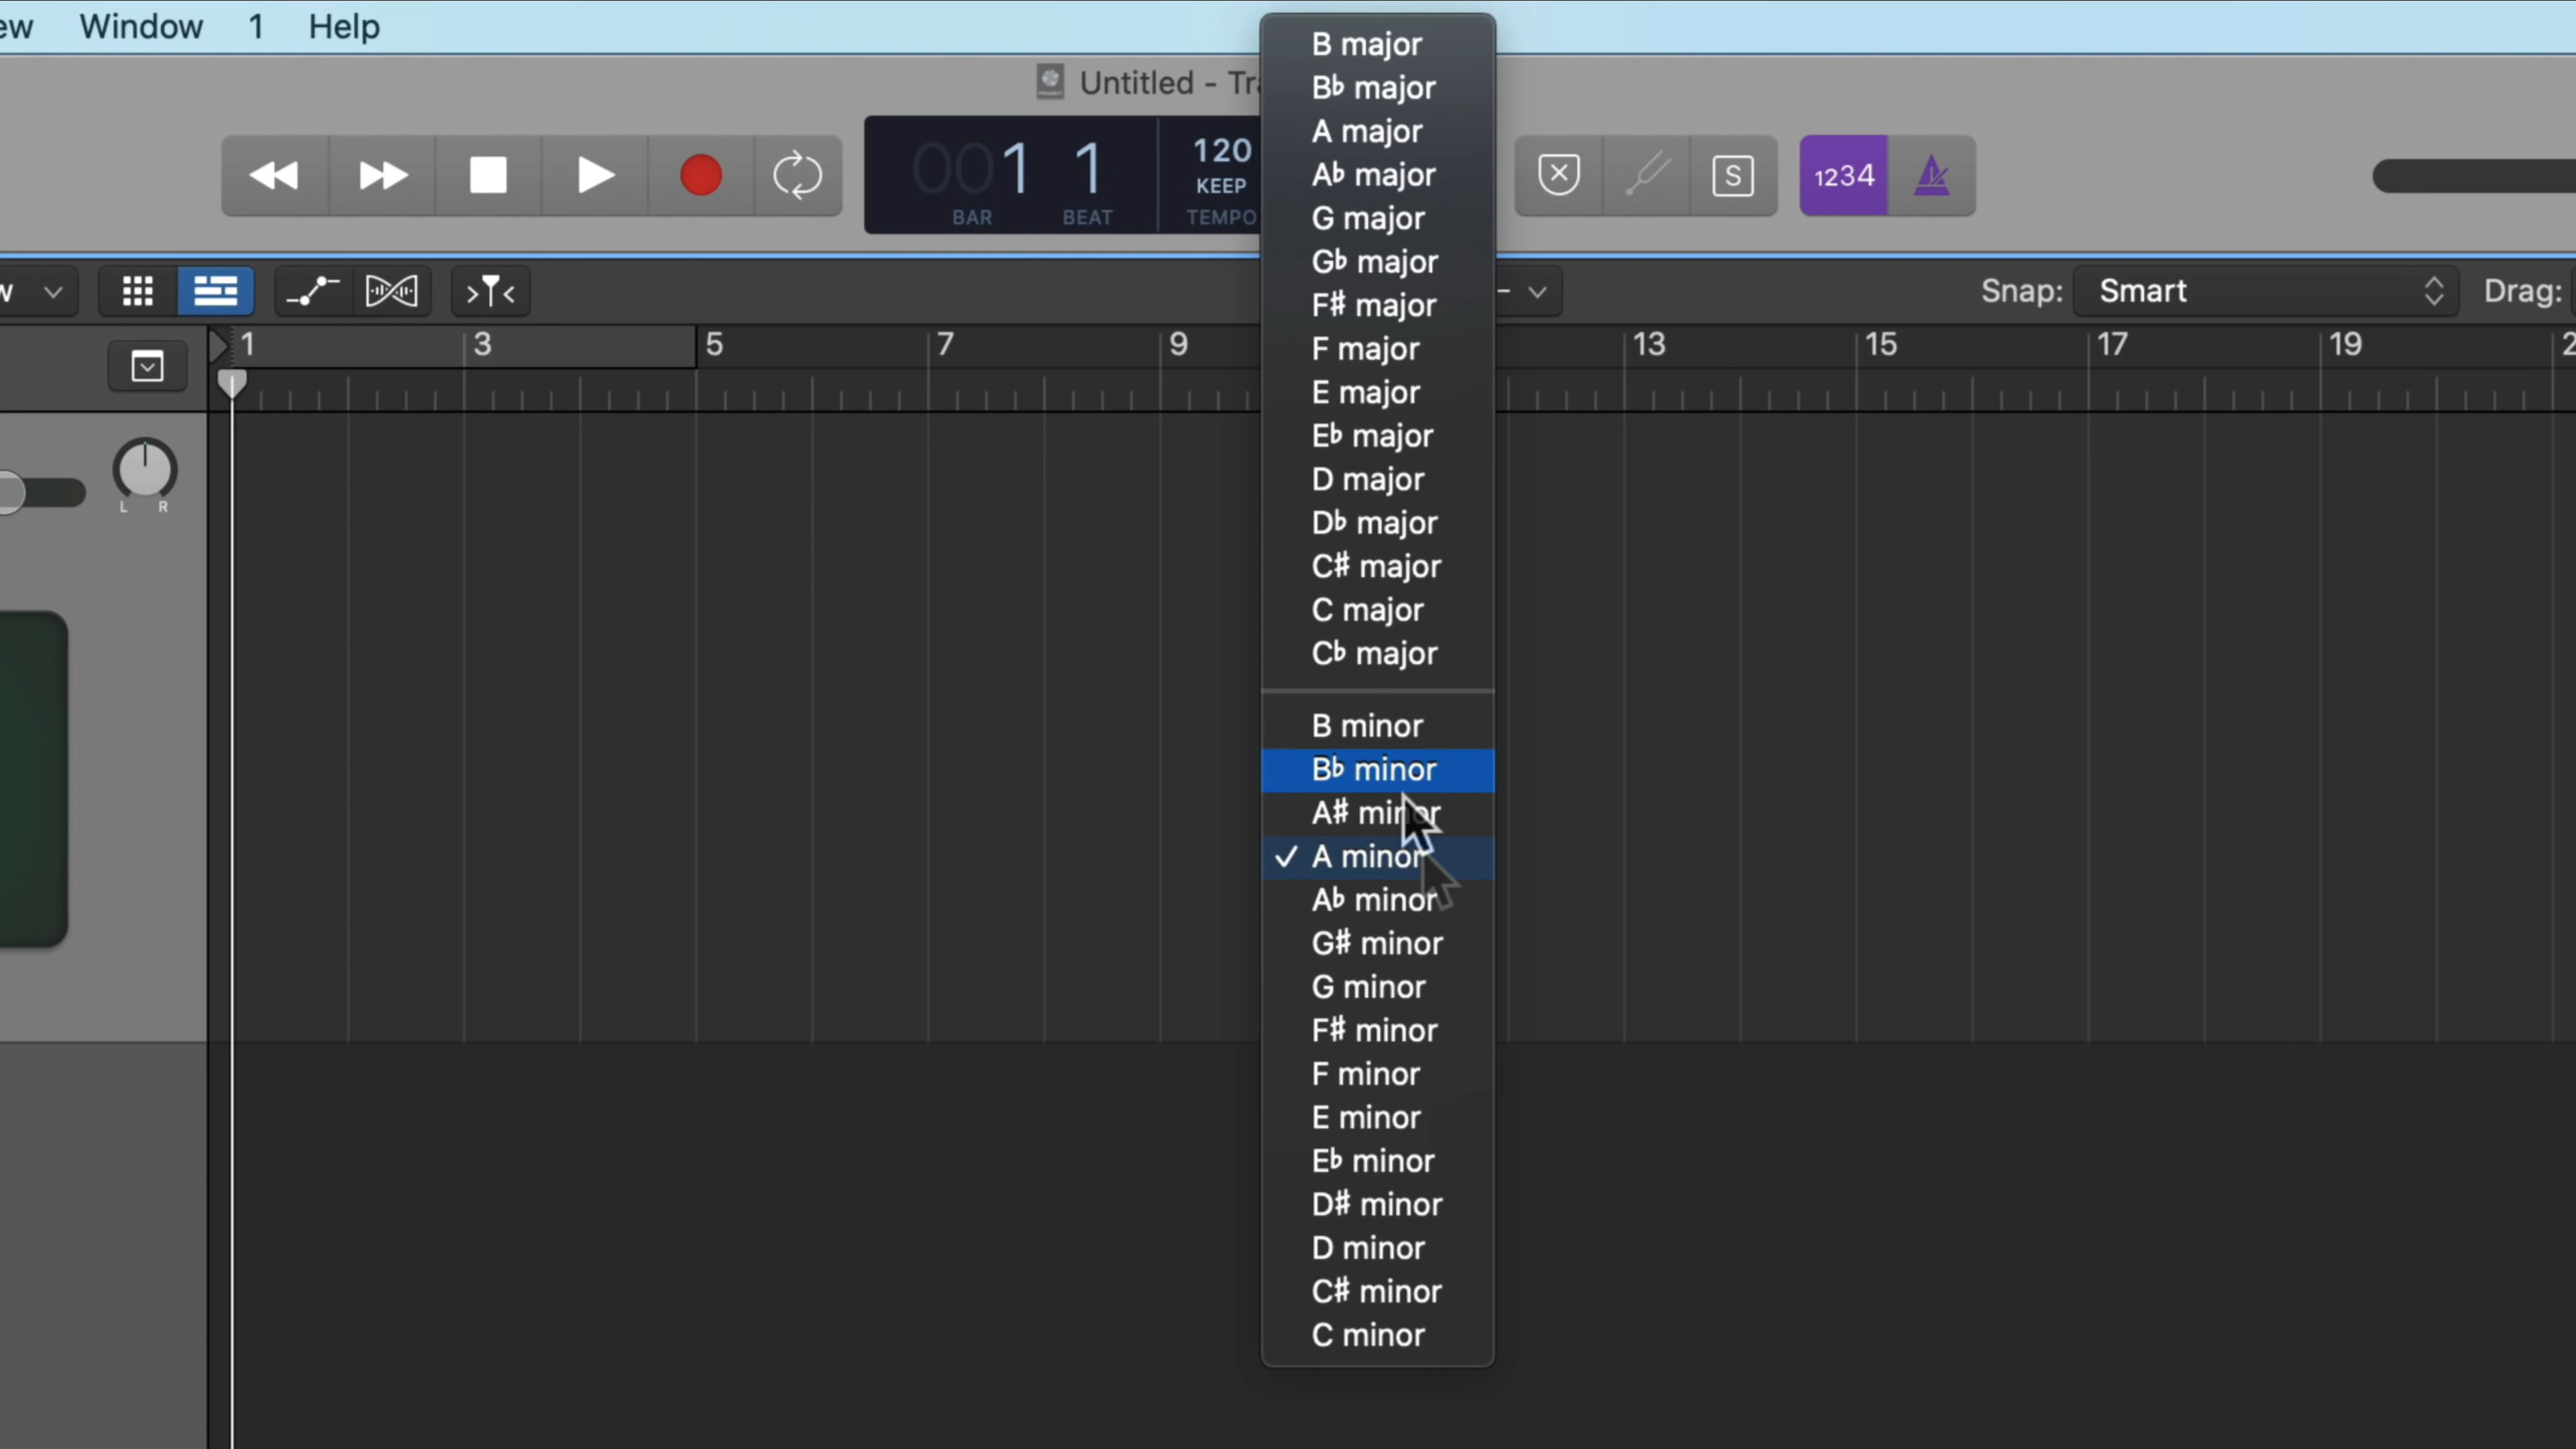 Window 1 Help
Untitled -
001 1 120
KEEP
BAR BEAT TEMPO
S
1234
Snap: Smart Drag:
1 3 5 7 9 13 15 17 19
L R
B major
B♭ major
A major
A♭ major
G major
G♭ major
F# major
F major
E major
E♭ major
D major
D♭ major
C# major
C major
C♭ major
B minor
B♭ minor
A# minor
✓ A minor
A♭ minor
G# minor
G minor
F# minor
F minor
E minor
E♭ minor
D# minor
D minor
C# minor
C minor